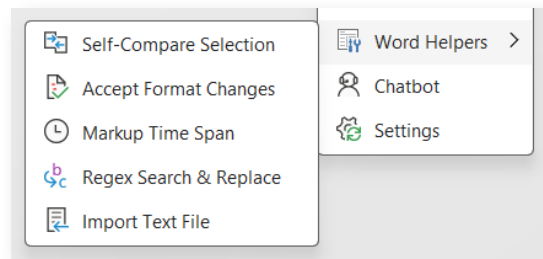 Self-Compare Selection
Accept Format Changes
Markup Time Span
Regex Search & Replace
Import Text File
Word Helpers
Chatbot
Settings